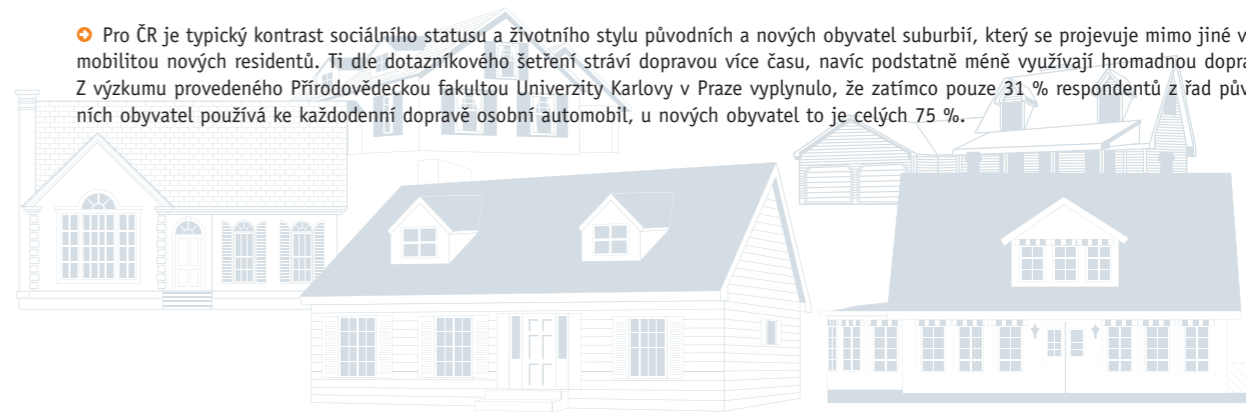 Pro ČR je typický kontrast sociálního statusu a životního stylu původních a nových obyvatel suburbií, který se projevuje mimo jiné v
mobilitou nových residentů. Ti dle dotazníkového šetření stráví dopravou více času, navíc podstatně méně využívají hromadnou dopra
Z výzkumu provedeného Přírodovědeckou fakultou Univerzity Karlovy v Praze vyplynulo, že zatímco pouze 31 % respondentů z řad pův
ních obyvatel používá ke každodenní dopravě osobní automobil, u nových obyvatel to je celých 75 %.